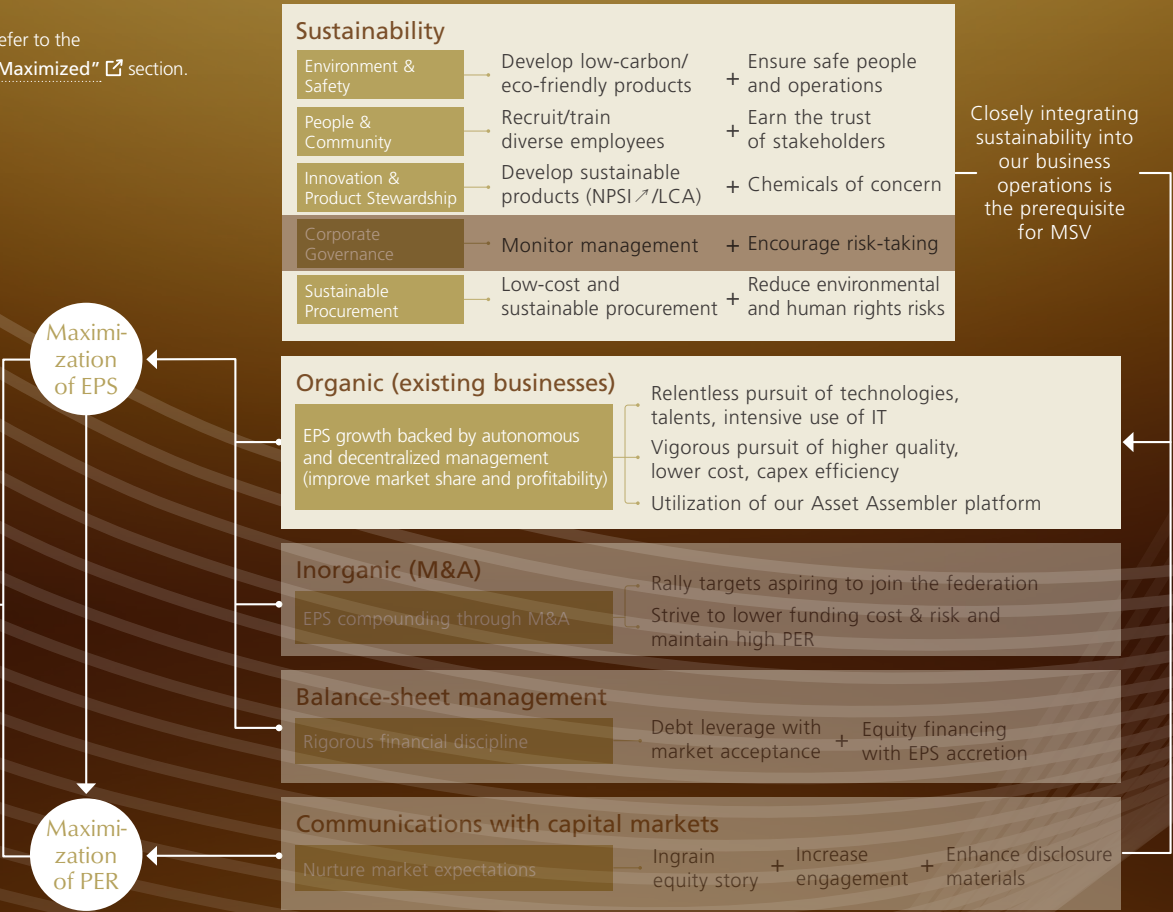 efer to the
Maximized" section.
Sustainability
Environment &
Safety
Develop low-carbon/
eco-friendly products
+
Ensure safe people
and operations
People &
Community
Recruit/train
diverse employees
+
Earn the trust
of stakeholders
Innovation &
Product Stewardship
Develop sustainable
products (NPSI↗/LCA)
+
Chemicals of concern
Corporate
Governance
Monitor management
+
Encourage risk-taking
Sustainable
Procurement
Low-cost and
sustainable procurement
+
Reduce environmental
and human rights risks
Closely integrating
sustainability into
our business
operations is
the prerequisite
for MSV
Maximi-
zation
of EPS
Organic (existing businesses)
EPS growth backed by autonomous
and decentralized management
(improve market share and profitability)
Relentless pursuit of technologies,
talents, intensive use of IT
Vigorous pursuit of higher quality,
lower cost, capex efficiency
Utilization of our Asset Assembler platform
Inorganic (M&A)
EPS compounding through M&A
Rally targets aspiring to join the federation
Strive to lower funding cost & risk and
maintain high PER
Balance-sheet management
Rigorous financial discipline
Debt leverage with
market acceptance
+
Equity financing
with EPS accretion
Maximi-
zation
of PER
Communications with capital markets
Nurture market expectations
Ingrain
equity story
+
Increase
engagement
+
Enhance disclosure
materials